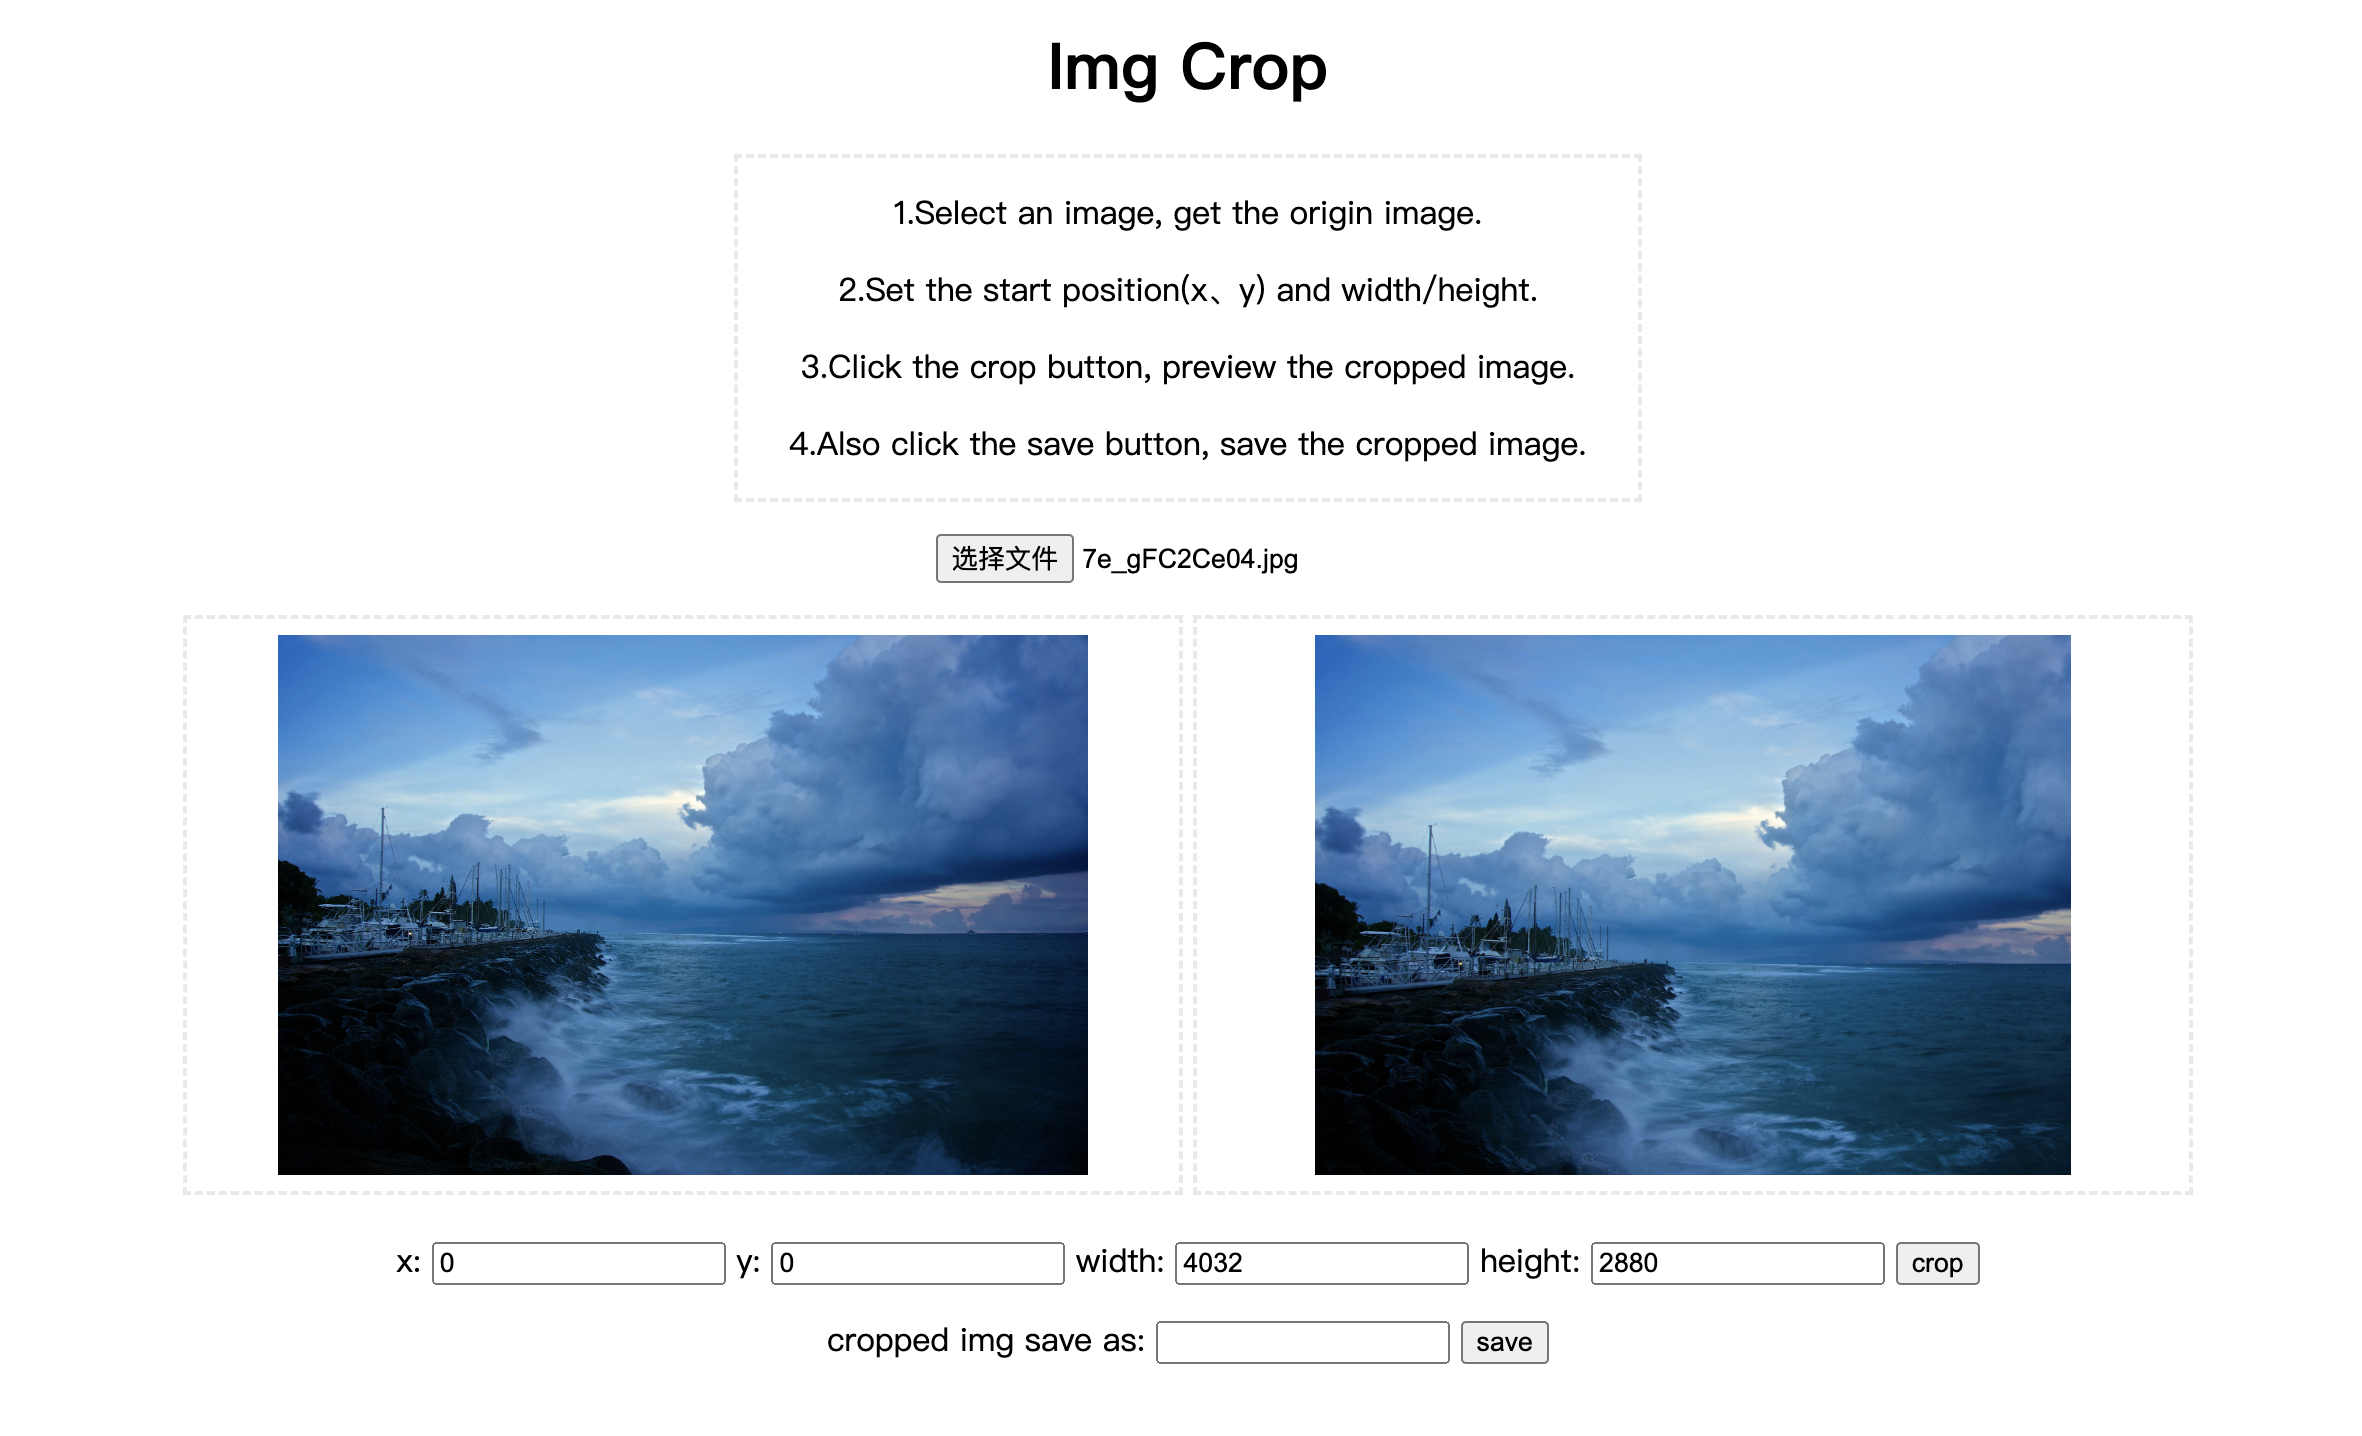 Img Crop
1.Select an image, get the origin image.
2.Set the start position(x、y) and width/height.
3.Click the crop button, preview the cropped image.
4.Also click the save button, save the cropped image.
选择文件 7e_gFC2Ce04.jpg
x: 0 y: 0 width: 4032 height: 2880 crop
cropped img save as: save